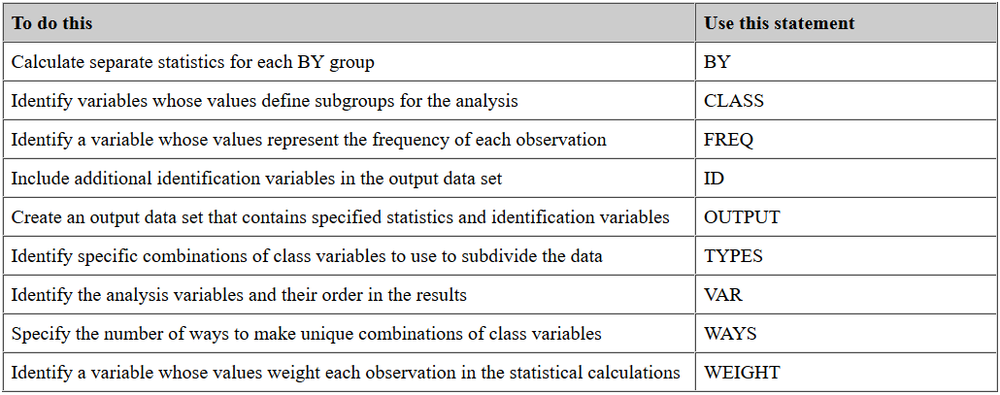 To do this Use this statement
Calculate separate statistics for each BY group BY
Identify variables whose values define subgroups for the analysis CLASS
Identify a variable whose values represent the frequency of each observation FREQ
Include additional identification variables in the output data set ID
Create an output data set that contains specified statistics and identification variables OUTPUT
Identify specific combinations of class variables to use to subdivide the data TYPES
Identify the analysis variables and their order in the results VAR
Specify the number of ways to make unique combinations of class variables WAYS
Identify a variable whose values weight each observation in the statistical calculations WEIGHT